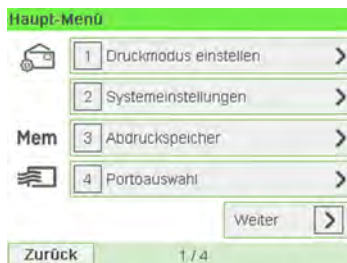 Haupt-Menü
1 Druckmodus einstellen
2 Systemeinstellungen
Mem 3 Abdruckspeicher
4 Portoauswahl
Weiter >
Zurück 1 / 4